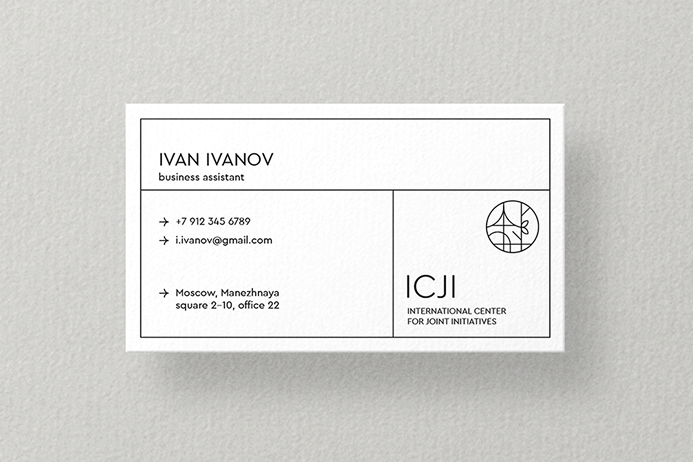 IVAN IVANOV
business assistant
+7 912 345 6789
i.ivanov@gmail.com
Moscow, Manezhnaya
square 2–10, office 22
ICJI
INTERNATIONAL CENTER
FOR JOINT INITIATIVES